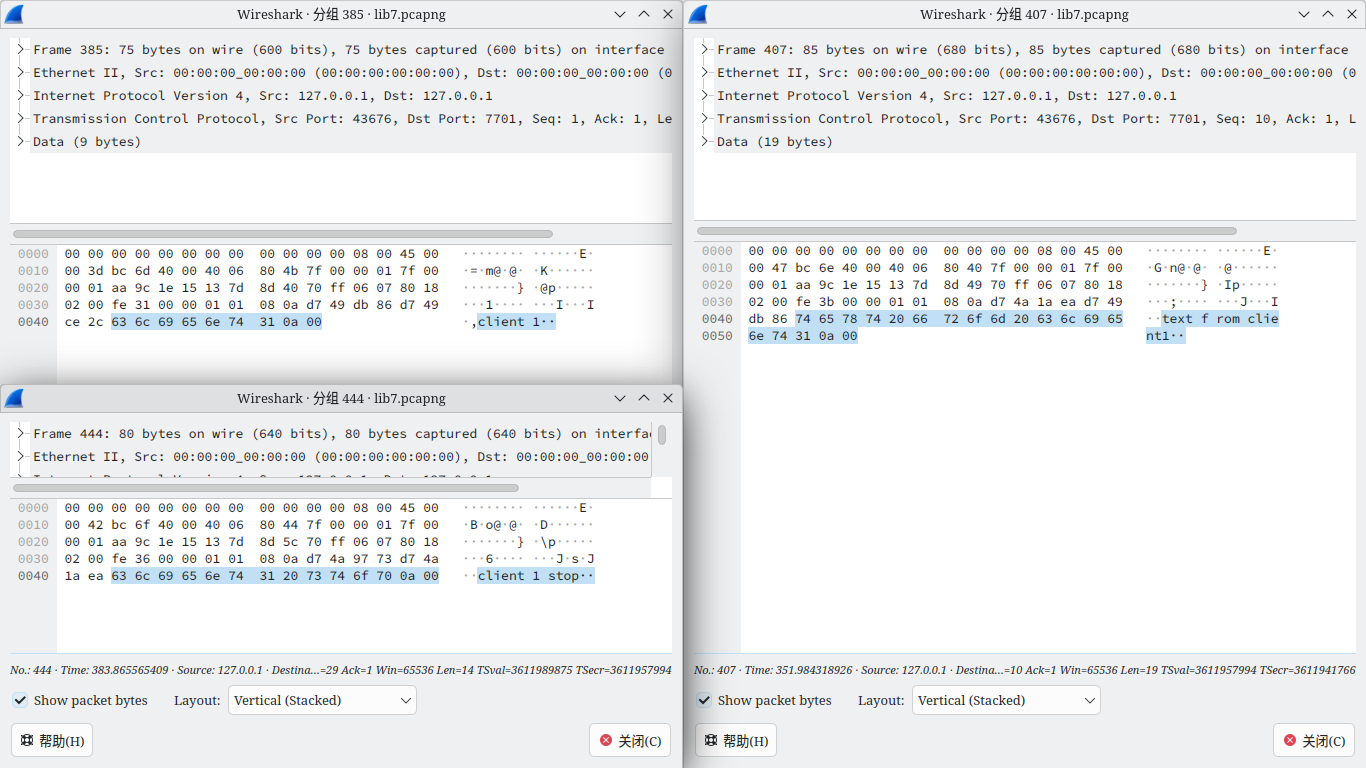 Wireshark · 分组 385 · lib7.pcapng
Frame 385: 75 bytes on wire (600 bits), 75 bytes captured (600 bits) on interface
Ethernet II, Src: 00:00:00_00:00:00 (00:00:00:00:00:00), Dst: 00:00:00_00:00:00 (0
Internet Protocol Version 4, Src: 127.0.0.1, Dst: 127.0.0.1
Transmission Control Protocol, Src Port: 43676, Dst Port: 7701, Seq: 1, Ack: 1, Le
Data (9 bytes)
0000 00 00 00 00 00 00 00 00 00 00 00 00 08 00 45 00 ········ ······E·
0010 00 3d bc 6d 40 00 40 06 80 4b 7f 00 00 01 7f 00 ·=·m@·@· ·K······
0020 00 01 aa 9c 1e 15 13 7d 8d 40 70 ff 06 07 80 18 ·······} ·@p·····
0030 02 00 fe 31 00 00 01 01 08 0a d7 49 db 86 d7 49 ···1···· ···I···I
0040 ce 2c 63 6c 69 65 6e 74 31 0a 00 ·,client 1··
Wireshark · 分组 444 · lib7.pcapng
Frame 444: 80 bytes on wire (640 bits), 80 bytes captured (640 bits) on interfa
Ethernet II, Src: 00:00:00_00:00:00 (00:00:00:00:00:00), Dst: 00:00:00_00:00:00
0000 00 00 00 00 00 00 00 00 00 00 00 00 08 00 45 00 ········ ······E·
0010 00 42 bc 6f 40 00 40 06 80 44 7f 00 00 01 7f 00 ·B·o@·@· ·D······
0020 00 01 aa 9c 1e 15 13 7d 8d 5c 70 ff 06 07 80 18 ·······} ·\p·····
0030 02 00 fe 36 00 00 01 01 08 0a d7 4a 97 73 d7 4a ···6···· ···J·s·J
0040 1a ea 63 6c 69 65 6e 74 31 20 73 74 6f 70 0a 00 ··client 1 stop··
No.: 444 · Time: 383.865565409 · Source: 127.0.0.1 · Destina...=29 Ack=1 Win=65536 Len=14 TSval=3611989875 TSecr=3611957994
Show packet bytes Layout: Vertical (Stacked)
帮助(H) 关闭(C)
Wireshark · 分组 407 · lib7.pcapng
Frame 407: 85 bytes on wire (680 bits), 85 bytes captured (680 bits) on interface
Ethernet II, Src: 00:00:00_00:00:00 (00:00:00:00:00:00), Dst: 00:00:00_00:00:00 (0
Internet Protocol Version 4, Src: 127.0.0.1, Dst: 127.0.0.1
Transmission Control Protocol, Src Port: 43676, Dst Port: 7701, Seq: 10, Ack: 1, L
Data (19 bytes)
0000 00 00 00 00 00 00 00 00 00 00 00 00 08 00 45 00 ········ ······E·
0010 00 47 bc 6e 40 00 40 06 80 40 7f 00 00 01 7f 00 ·G·n@·@· ·@······
0020 00 01 aa 9c 1e 15 13 7d 8d 49 70 ff 06 07 80 18 ·······} ·Ip·····
0030 02 00 fe 3b 00 00 01 01 08 0a d7 4a 1a ea d7 49 ···;···· ···J···I
0040 db 86 74 65 78 74 20 66 72 6f 6d 20 63 6c 69 65 ··text f rom clie
0050 6e 74 31 0a 00 nt1··
No.: 407 · Time: 351.984318926 · Source: 127.0.0.1 · Destina...=10 Ack=1 Win=65536 Len=19 TSval=3611957994 TSecr=3611941766
Show packet bytes Layout: Vertical (Stacked)
帮助(H) 关闭(C)